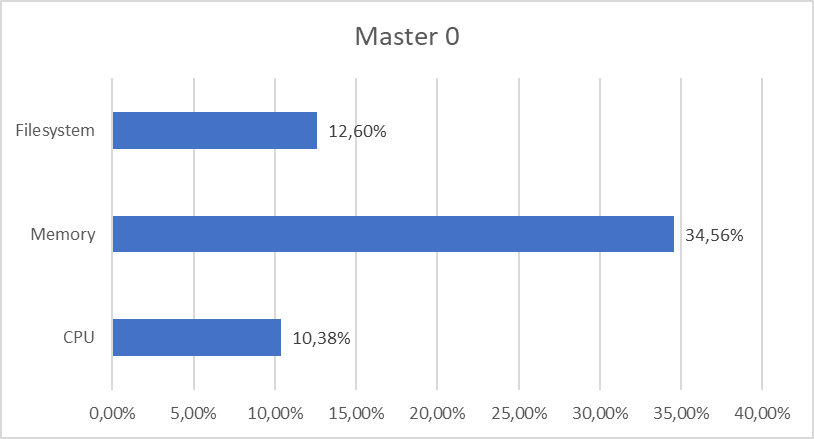 Master 0
Filesystem
12,60%
Memory
34,56%
CPU
10,38%
0,00% 5,00% 10,00% 15,00% 20,00% 25,00% 30,00% 35,00% 40,00%